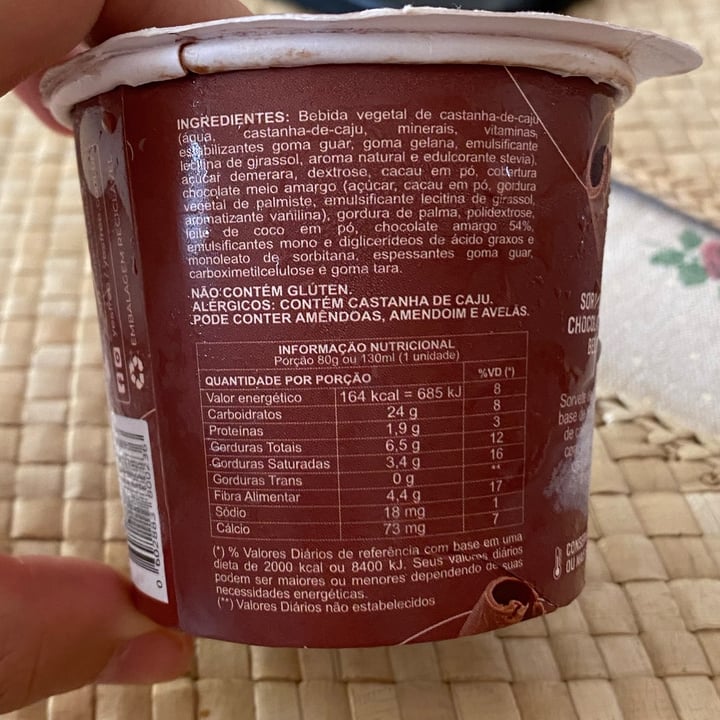 INGREDIENTES: Bebida vegetal de castanha-de-caju
(água, castanha-de-caju, minerais, vitaminas,
estabilizantes goma guar, goma gelana, emulsificante
lecitina de girassol, aroma natural e edulcorante stevia),
açúcar demerara, dextrose, cacau em pó, cobertura
chocolate meio amargo (açúcar, cacau em pó, gordura
vegetal de palmiste, emulsificante lecitina de girassol,
aromatizante vanilina), gordura de palma, polidextrose,
leite de coco em pó, chocolate amargo 54%,
emulsificantes mono e diglicerídeos de ácido graxos e
monoleato de sorbitana, espessantes goma guar,
carboximetilcelulose e goma tara.
NÃO CONTÉM GLÚTEN.
ALÉRGICOS: CONTÉM CASTANHA DE CAJU.
PODE CONTER AMÊNDOAS, AMENDOIM E AVELÃS.
INFORMAÇÃO NUTRICIONAL
Porção 80g ou 130ml (1 unidade)
QUANTIDADE POR PORÇÃO %VD (*)
Valor energético 164 kcal = 685 kJ 8
Carboidratos 24 g 8
Proteínas 1,9 g 3
Gorduras Totais 6,5 g 12
Gorduras Saturadas 3,4 g 16
Gorduras Trans 0 g **
Fibra Alimentar 4,4 g 17
Sódio 18 mg 1
Cálcio 73 mg 7
(*) % Valores Diários de referência com base em uma
dieta de 2000 kcal ou 8400 kJ. Seus valores diários
podem ser maiores ou menores dependendo de suas
necessidades energéticas.
(**) Valores Diários não estabelecidos
EMBALAGEM RECICLÁVEL
Sorvete
base de